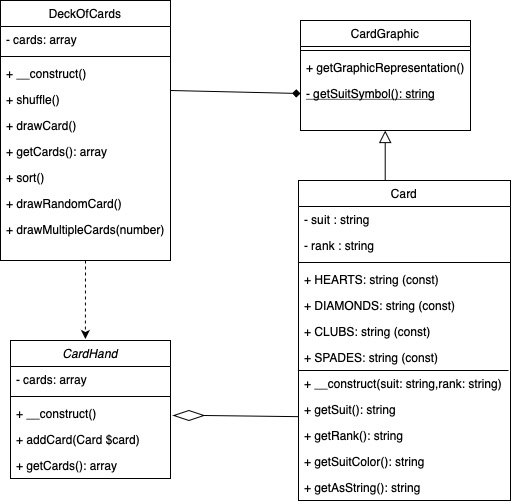 DeckOfCards
- cards: array
+ __construct()
+ shuffle()
+ drawCard()
+ getCards(): array
+ sort()
+ drawRandomCard()
+ drawMultipleCards(number)
CardGraphic
+ getGraphicRepresentation()
- getSuitSymbol(): string
Card
- suit : string
- rank : string
+ HEARTS: string (const)
+ DIAMONDS: string (const)
+ CLUBS: string (const)
+ SPADES: string (const)
+ __construct(suit: string,rank: string)
+ getSuit(): string
+ getRank(): string
+ getSuitColor(): string
+ getAsString(): string
CardHand
- cards: array
+ __construct()
+ addCard(Card $card)
+ getCards(): array